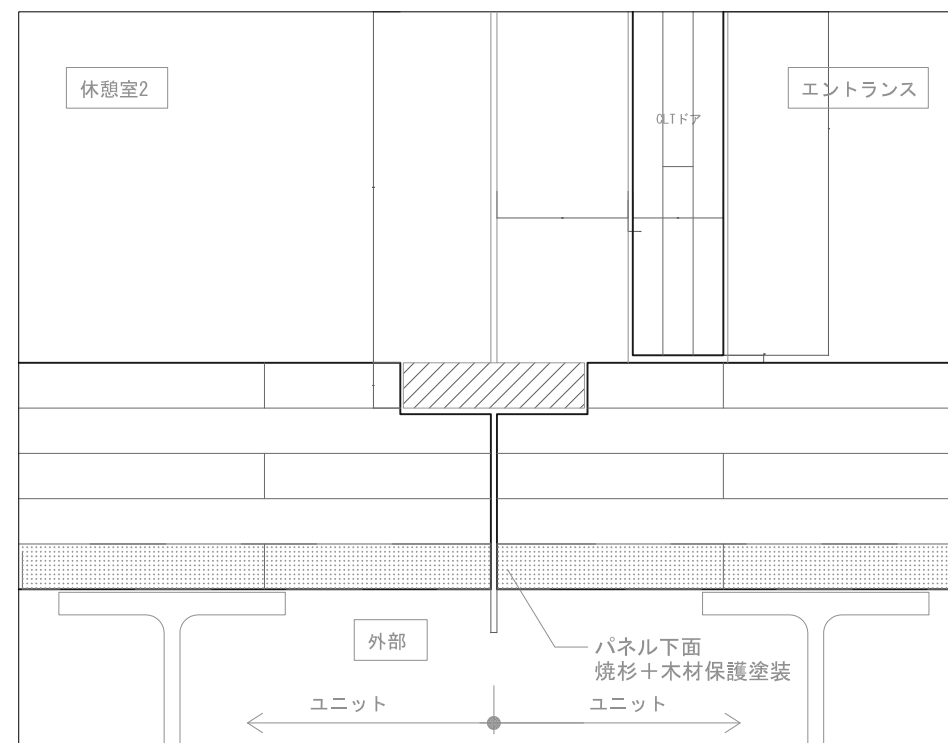 休憩室2
エントランス
CLTドア
外部
パネル下面
焼杉＋木材保護塗装
ユニット
ユニット